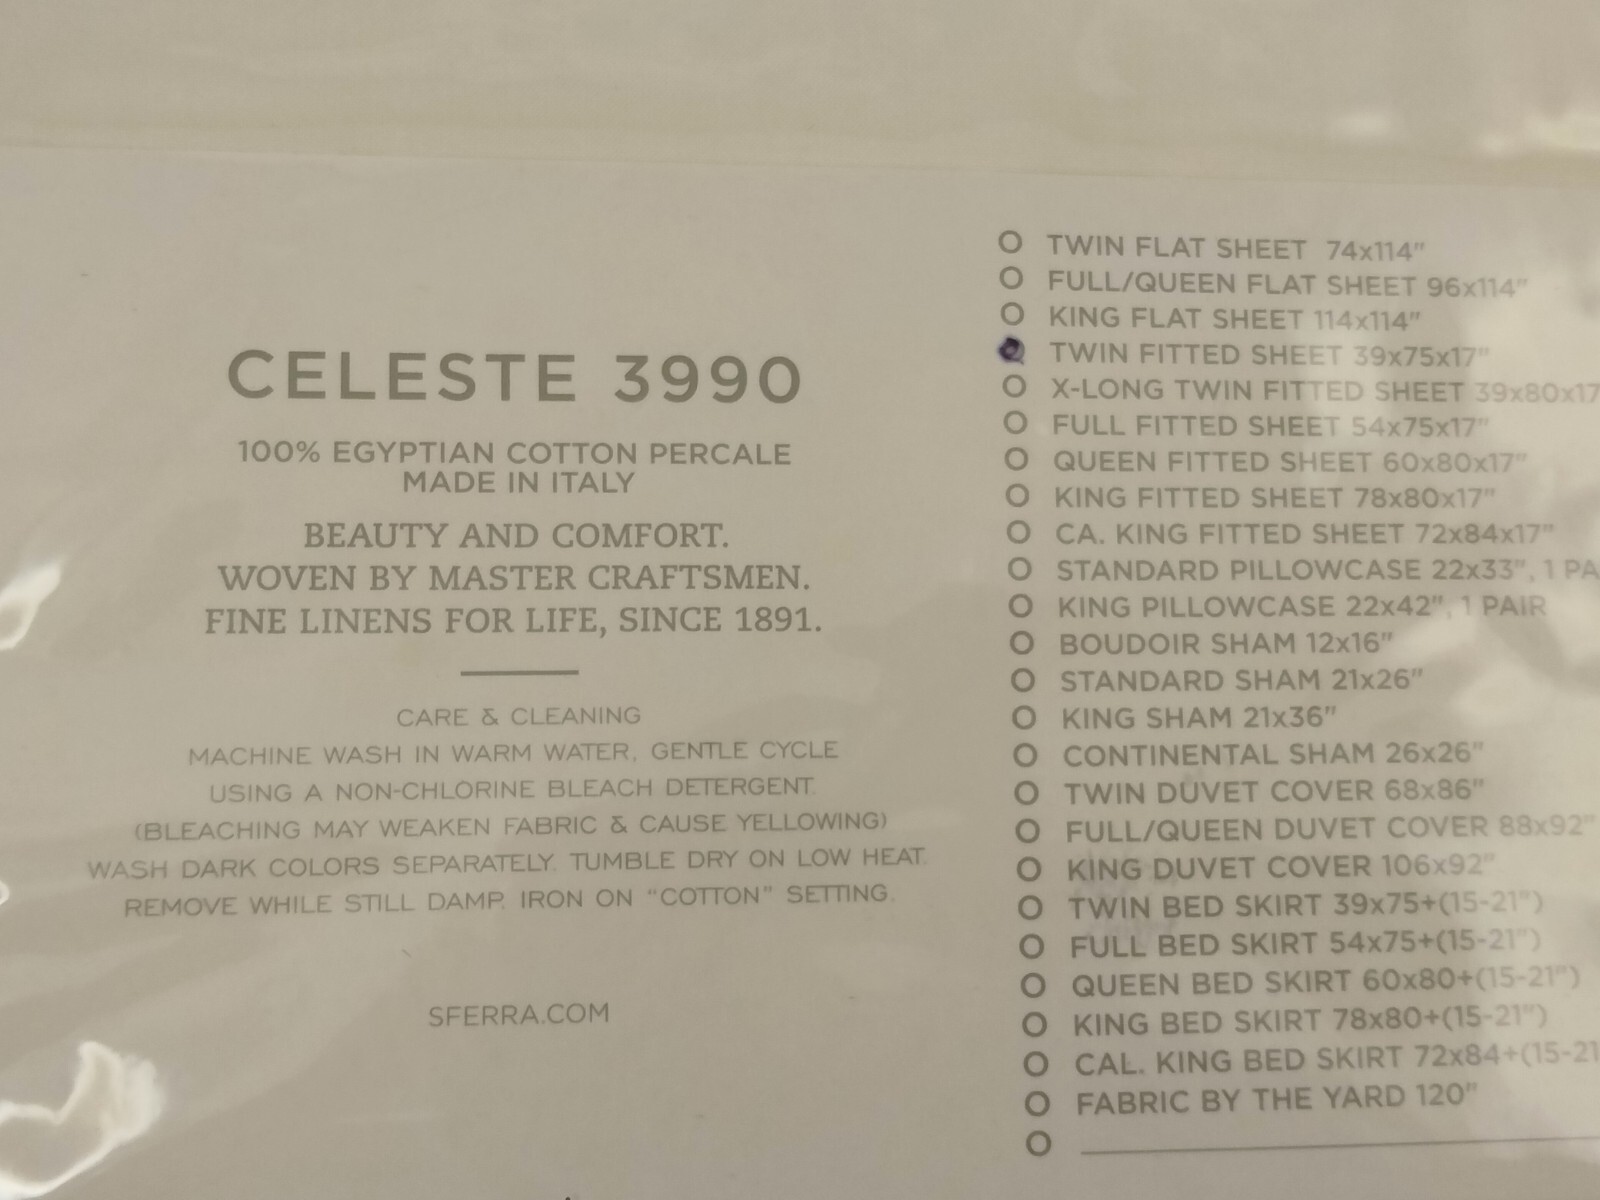 CELESTE 3990
100% EGYPTIAN COTTON PERCALE
MADE IN ITALY
BEAUTY AND COMFORT.
WOVEN BY MASTER CRAFTSMEN.
FINE LINENS FOR LIFE, SINCE 1891.
CARE & CLEANING
MACHINE WASH IN WARM WATER, GENTLE CYCLE
USING A NON-CHLORINE BLEACH DETERGENT.
(BLEACHING MAY WEAKEN FABRIC & CAUSE YELLOWING)
WASH DARK COLORS SEPARATELY. TUMBLE DRY ON LOW HEAT.
REMOVE WHILE STILL DAMP. IRON ON “COTTON” SETTING.
SFERRA.COM
TWIN FLAT SHEET 74x114"
FULL/QUEEN FLAT SHEET 96x114"
KING FLAT SHEET 114x114"
TWIN FITTED SHEET 39x75x17"
X-LONG TWIN FITTED SHEET 39x80x17
FULL FITTED SHEET 54x75x17"
QUEEN FITTED SHEET 60x80x17"
KING FITTED SHEET 78x80x17"
CA. KING FITTED SHEET 72x84x17"
STANDARD PILLOWCASE 22x33", 1 PA
KING PILLOWCASE 22x42", 1 PAIR
BOUDOIR SHAM 12x16"
STANDARD SHAM 21x26"
KING SHAM 21x36"
CONTINENTAL SHAM 26x26"
TWIN DUVET COVER 68x86"
FULL/QUEEN DUVET COVER 88x92"
KING DUVET COVER 106x92"
TWIN BED SKIRT 39x75+(15-21")
FULL BED SKIRT 54x75+(15-21")
QUEEN BED SKIRT 60x80+(15-21")
KING BED SKIRT 78x80+(15-21")
CAL. KING BED SKIRT 72x84+(15-21
FABRIC BY THE YARD 120"